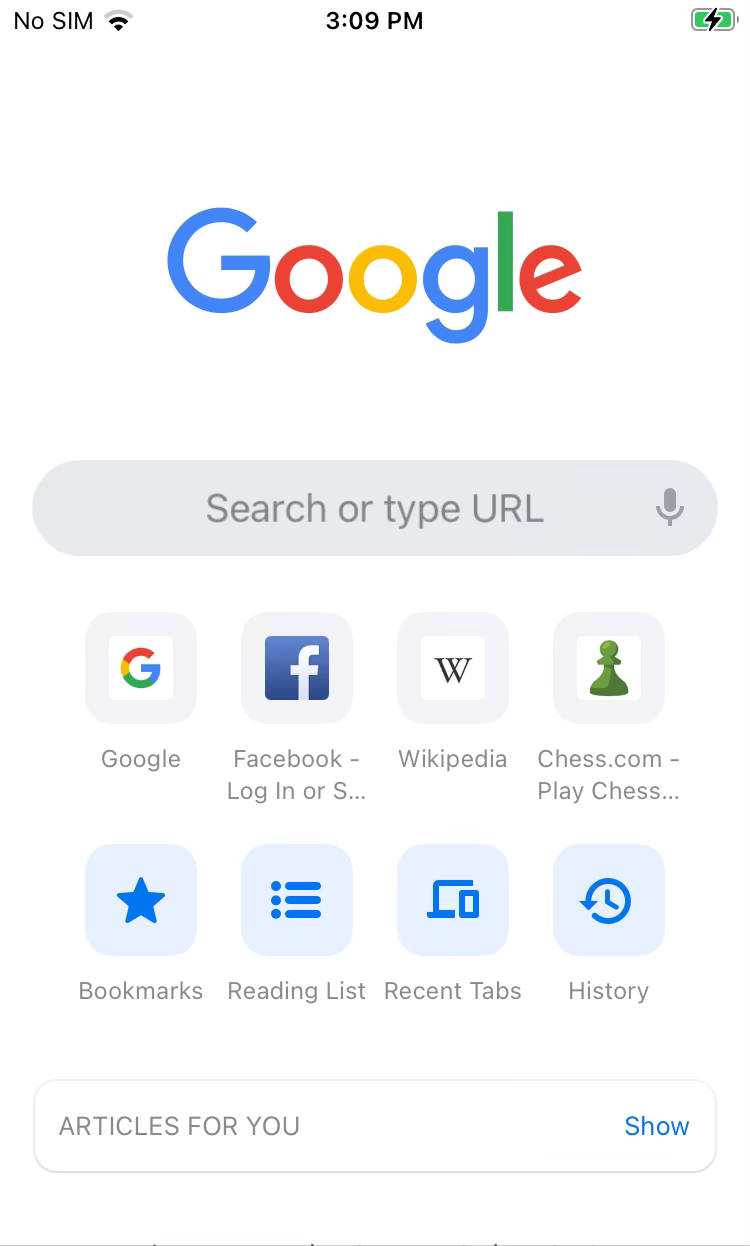 No SIM 3:09 PM
Google
Search or type URL
Google Facebook - Wikipedia Chess.com -
Log In or S... Play Chess...
Bookmarks Reading List Recent Tabs History
ARTICLES FOR YOU Show